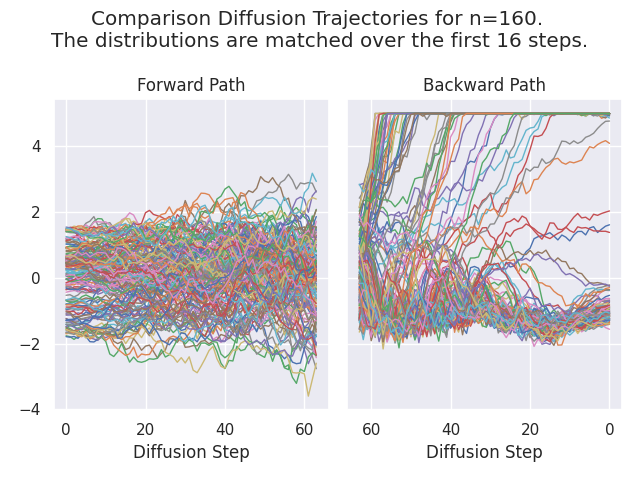 Comparison Diffusion Trajectories for n=160.
The distributions are matched over the first 16 steps.
Forward Path
Backward Path
4
2
0
−2
−4
0 20 40 60
60 40 20 0
Diffusion Step
Diffusion Step